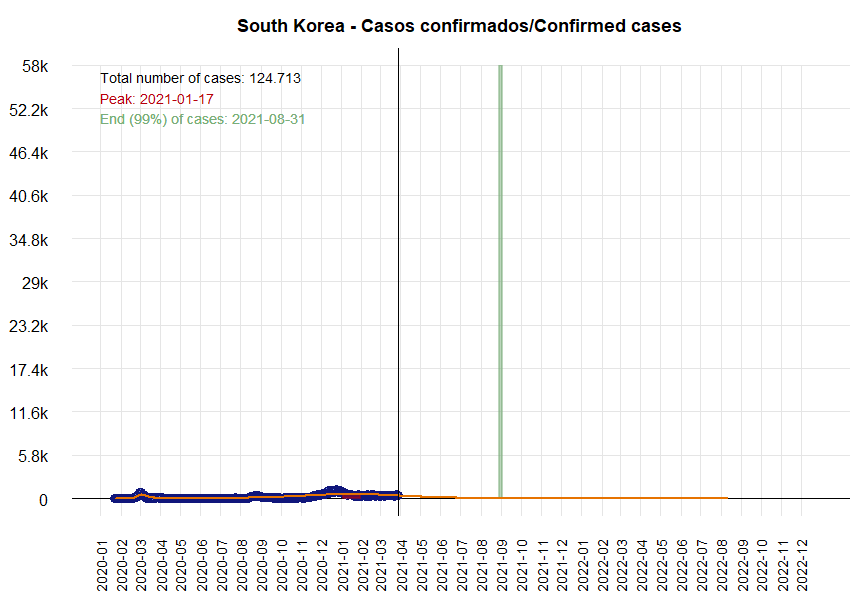 South Korea - Casos confirmados/Confirmed cases
58k
Total number of cases: 124.713
Peak: 2021-01-17
52.2k
End (99%) of cases: 2021-08-31
46.4k
40.6k
34.8k
29k
23.2k
17.4k
11.6k
5.8k
0
2020-01
2020-02
2020-03
2020-04
2020-05
2020-06
2020-07
2020-08
2020-09
2020-10
2020-11
2020-12
2021-01
2021-02
2021-03
2021-04
2021-05
2021-06
2021-07
2021-08
2021-09
2021-10
2021-11
2021-12
2022-01
2022-02
2022-03
2022-04
2022-05
2022-06
2022-07
2022-08
2022-09
2022-10
2022-11
2022-12